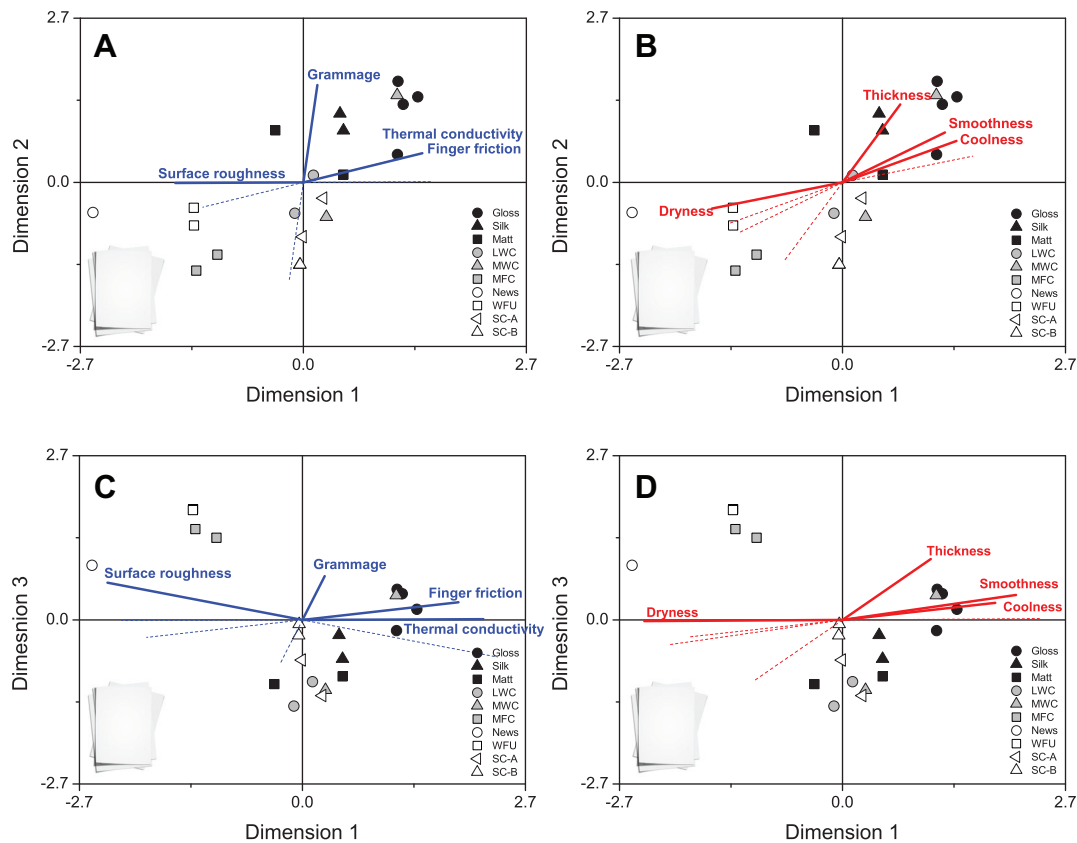 A
2.7
Dimension 2
0.0
-2.7
-2.7
0.0
2.7
Dimension 1
Grammage
Thermal conductivity
Finger friction
Surface roughness
Gloss
Silk
Matt
LWC
MWC
MFC
News
WFU
SC-A
SC-B
B
2.7
Dimension 2
0.0
-2.7
-2.7
0.0
2.7
Dimension 1
Thickness
Smoothness
Coolness
Dryness
Gloss
Silk
Matt
LWC
MWC
MFC
News
WFU
SC-A
SC-B
C
2.7
Dimesnion 3
0.0
-2.7
-2.7
0.0
2.7
Dimension 1
Surface roughness
Grammage
Finger friction
Thermal conductivity
Gloss
Silk
Matt
LWC
MWC
MFC
News
WFU
SC-A
SC-B
D
2.7
Dimesnion 3
0.0
-2.7
-2.7
0.0
2.7
Dimension 1
Thickness
Smoothness
Coolness
Dryness
Gloss
Silk
Matt
LWC
MWC
MFC
News
WFU
SC-A
SC-B